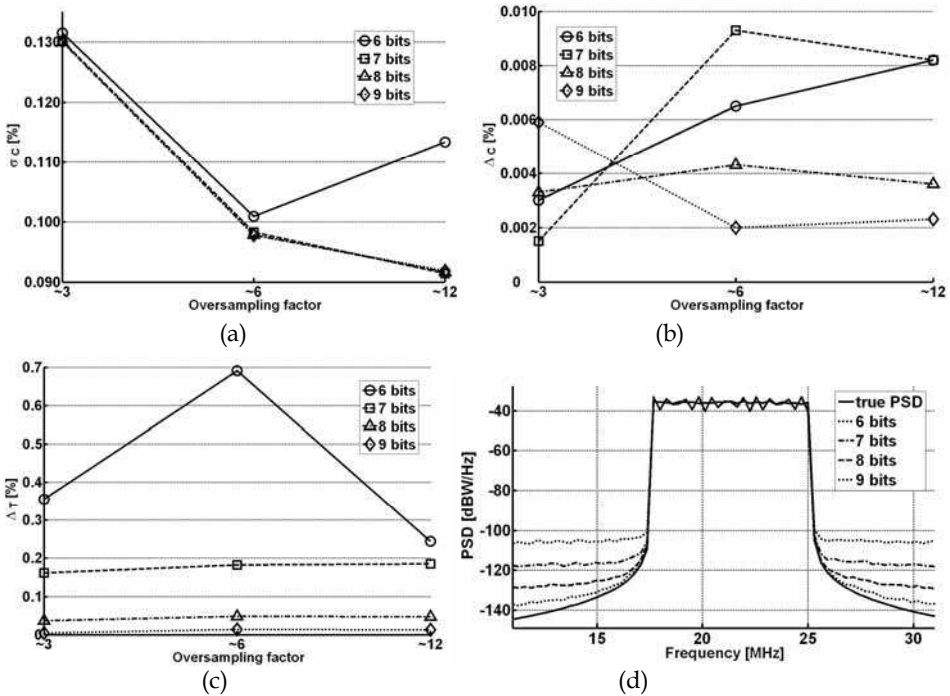 0.130
0.120
0.110
0.100
0.090
σ C [%]
6 bits
7 bits
8 bits
9 bits
~3
~6
~12
Oversampling factor
(a)
0.010
0.008
0.006
0.004
0.002
0
Δ C [%]
6 bits
7 bits
8 bits
9 bits
~3
~6
~12
Oversampling factor
(b)
0.7
0.6
0.5
0.4
0.3
0.2
0.1
0
Δ T [%]
6 bits
7 bits
8 bits
9 bits
~3
~6
~12
Oversampling factor
(c)
-40
-60
-80
-100
-120
-140
PSD [dBW/Hz]
true PSD
6 bits
7 bits
8 bits
9 bits
15
20
25
30
Frequency [MHz]
(d)